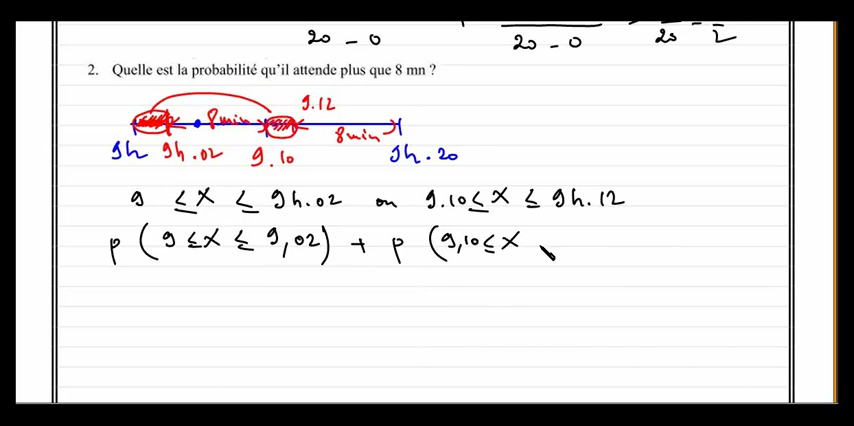 20 - 0 20 - 0 20 2
2. Quelle est la probabilité qu'il attende plus que 8 mn ?
8min 9.12
8min
9h 9h.02 9.10 9h.20
9 ≤ X ≤ 9h.02 ou 9.10 ≤ X ≤ 9h.12
p ( 9 ≤ X ≤ 9,02) + p (9,10 ≤ X